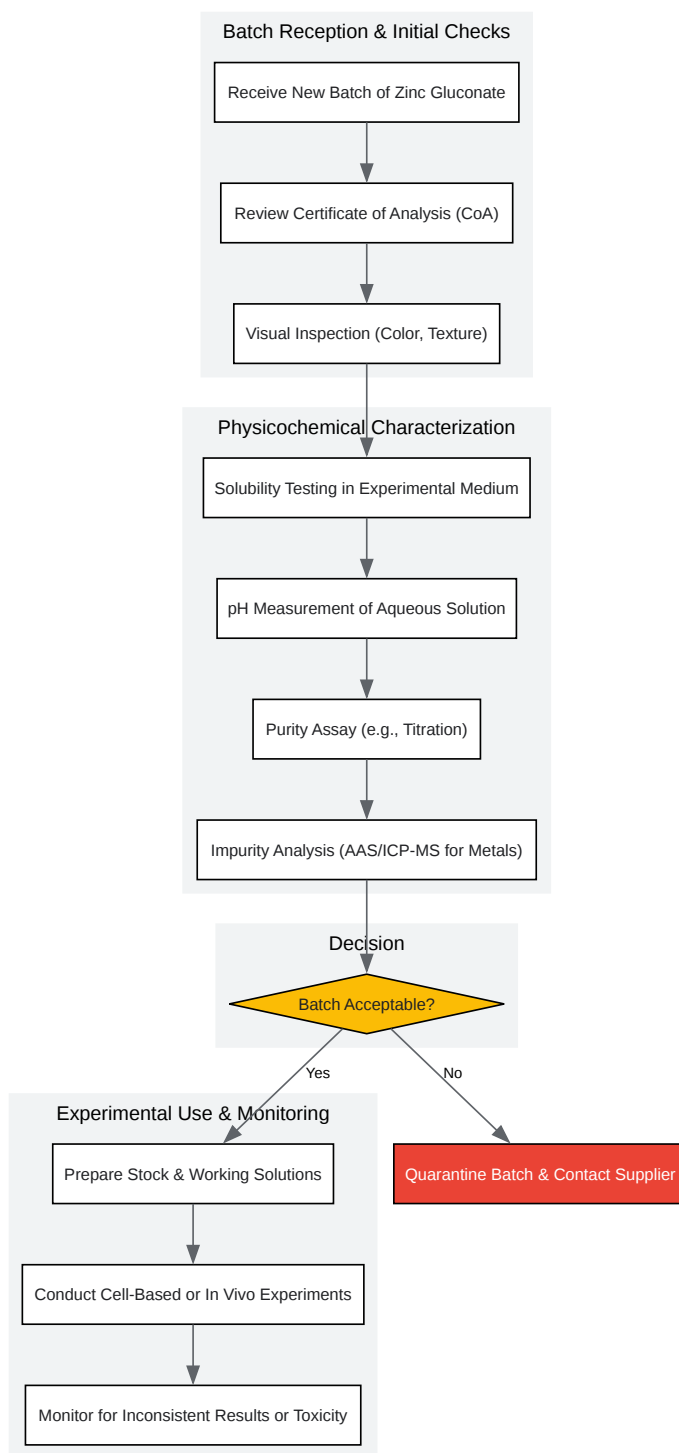 Batch Reception & Initial Checks
Receive New Batch of Zinc Gluconate
Review Certificate of Analysis (CoA)
Visual Inspection (Color, Texture)
Physicochemical Characterization
Solubility Testing in Experimental Medium
pH Measurement of Aqueous Solution
Purity Assay (e.g., Titration)
Impurity Analysis (AAS/ICP-MS for Metals)
Decision
Batch Acceptable?
Yes
No
Experimental Use & Monitoring
Prepare Stock & Working Solutions
Quarantine Batch & Contact Supplier
Conduct Cell-Based or In Vivo Experiments
Monitor for Inconsistent Results or Toxicity